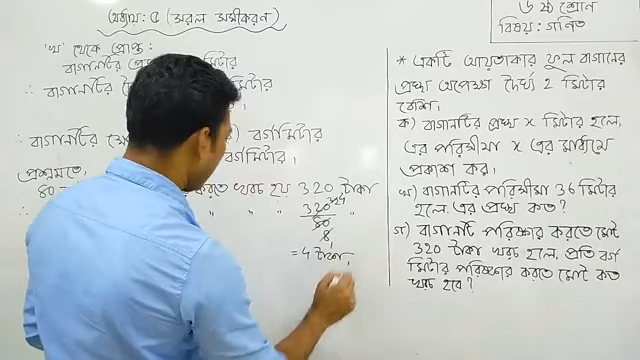 অধ্যায়: ৫ (সরল সমীকরণ)
৬ষ্ঠ শ্রেণি
বিষয়: গণিত
'খ' থেকে প্রাপ্ত:
বাগানটির মিটার
∴ বাগানটির মিটার
∴ বাগানটির বর্গমিটার
বর্গমিটার।
প্রশ্নমতে,
80 করতে খরচ হয় 320 টাকা
∴ " " " 320 "
80
8
= 4 টাকা।
* একটি আয়তাকার ফুল বাগানের
প্রস্থ অপেক্ষা দৈর্ঘ্য 2 মিটার
বেশি।
ক) বাগানটির প্রস্থ x মিটার হলে,
এর পরিসীমা x এর মাধ্যমে
প্রকাশ কর।
খ) বাগানটির পরিসীমা 36 মিটার
হলে, এর প্রস্থ কত?
গ) বাগানটি পরিষ্কার করতে মোট
320 টাকা খরচ হলে, প্রতি বর্গ
মিটার পরিষ্কার করতে মোট কত
খরচ হবে?